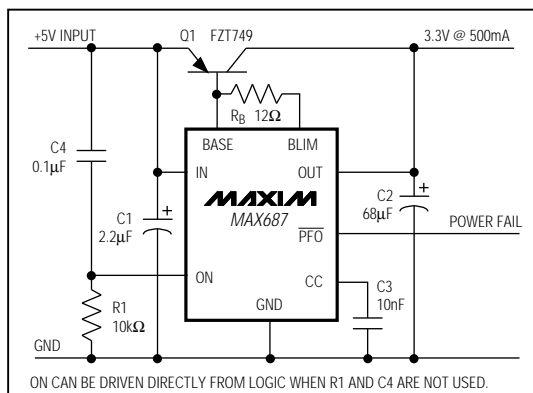 +5V INPUT
Q1 FZT749
3.3V @ 500mA
RB 12Ω
BASE BLIM
C4
0.1µF
IN
OUT
MAXIM
MAX687
C2
68µF
C1
2.2µF
PFO
POWER FAIL
ON
CC
C3
10nF
R1
10kΩ
GND
GND
ON CAN BE DRIVEN DIRECTLY FROM LOGIC WHEN R1 AND C4 ARE NOT USED.